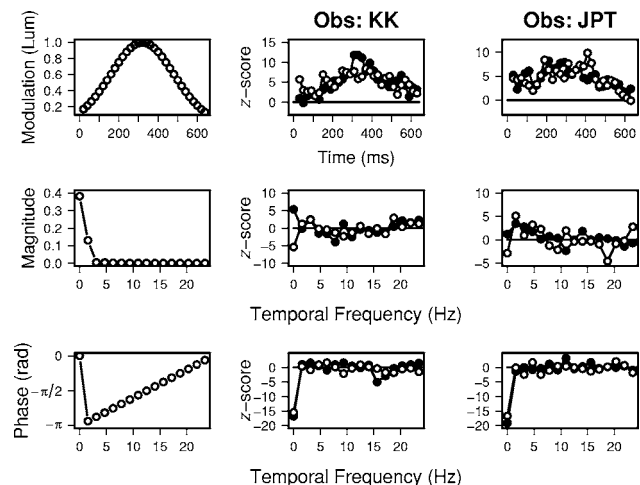 Obs: KK
Obs: JPT
Modulation (Lum)
1.0
0.8
0.6
0.4
0.2
0 200 400 600
z-score
15
10
5
0
0 200 400 600
10
5
0
0 200 400 600
Time (ms)
Magnitude
0.4
0.3
0.2
0.1
0.0
0 5 10 15 20
z-score
10
5
0
−5
−10
0 5 10 15 20
10
5
0
−5
0 5 10 15 20
Temporal Frequency (Hz)
Phase (rad)
0
−π/2
−π
0 5 10 15 20
z-score
0
−5
−10
−15
−20
0 5 10 15 20
0
−5
−10
−15
−20
0 5 10 15 20
Temporal Frequency (Hz)